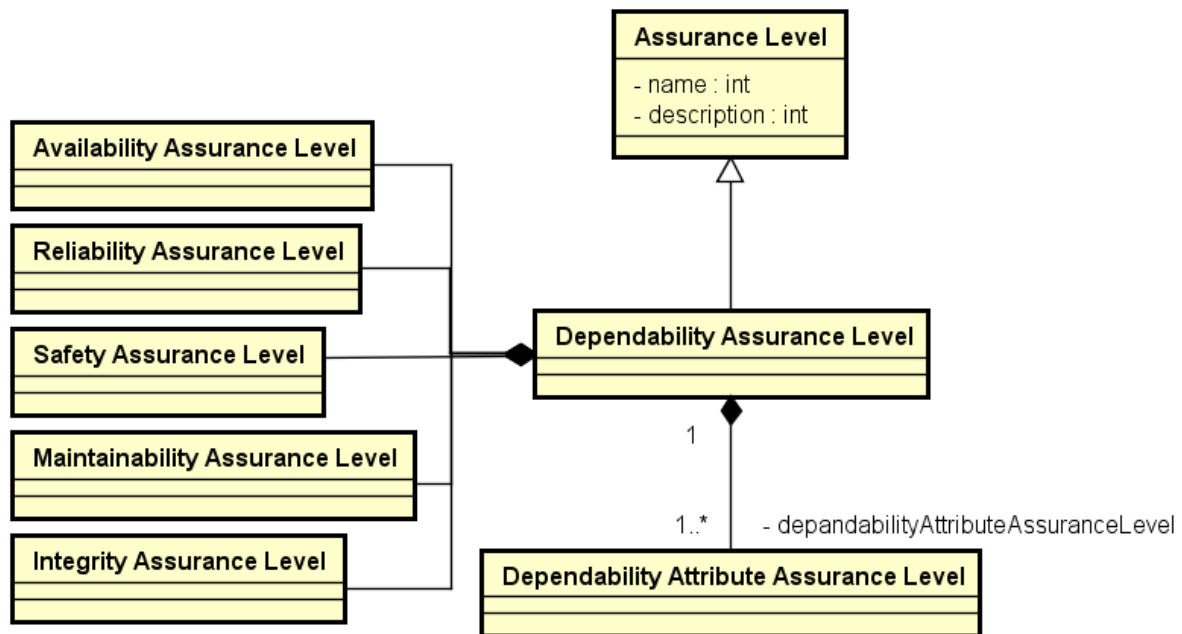 Assurance Level
- name : int
- description : int
Availability Assurance Level
Reliability Assurance Level
Safety Assurance Level
Dependability Assurance Level
1
Maintainability Assurance Level
1..*
- depandabilityAttributeAssuranceLevel
Integrity Assurance Level
Dependability Attribute Assurance Level